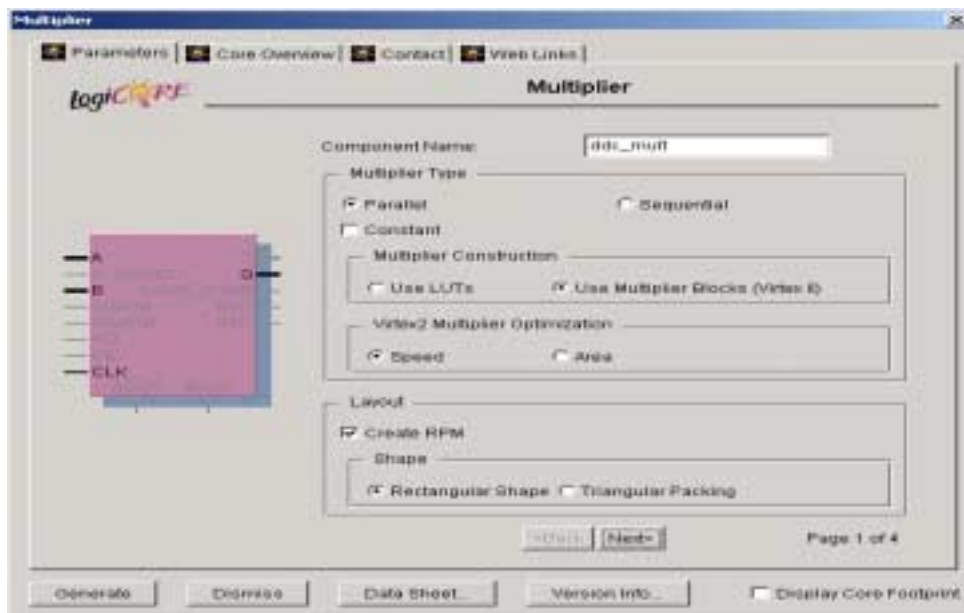 Multiplier
Parameters Core Overview Contact Web Links
LogiCORE
Multiplier
Component Name: ddc_mult
Multiplier Type
Parallel Sequential
Constant
Multiplier Construction
Use LUTs Use Multiplier Blocks (Virtex II)
Virtex2 Multiplier Optimization
Speed Area
A
B
CLK
Layout
Create RPM
Shape
Rectangular Shape Triangular Packing
<Back Next> Page 1 of 4
Generate Dismiss Data Sheet... Version Info... Display Core Footprint